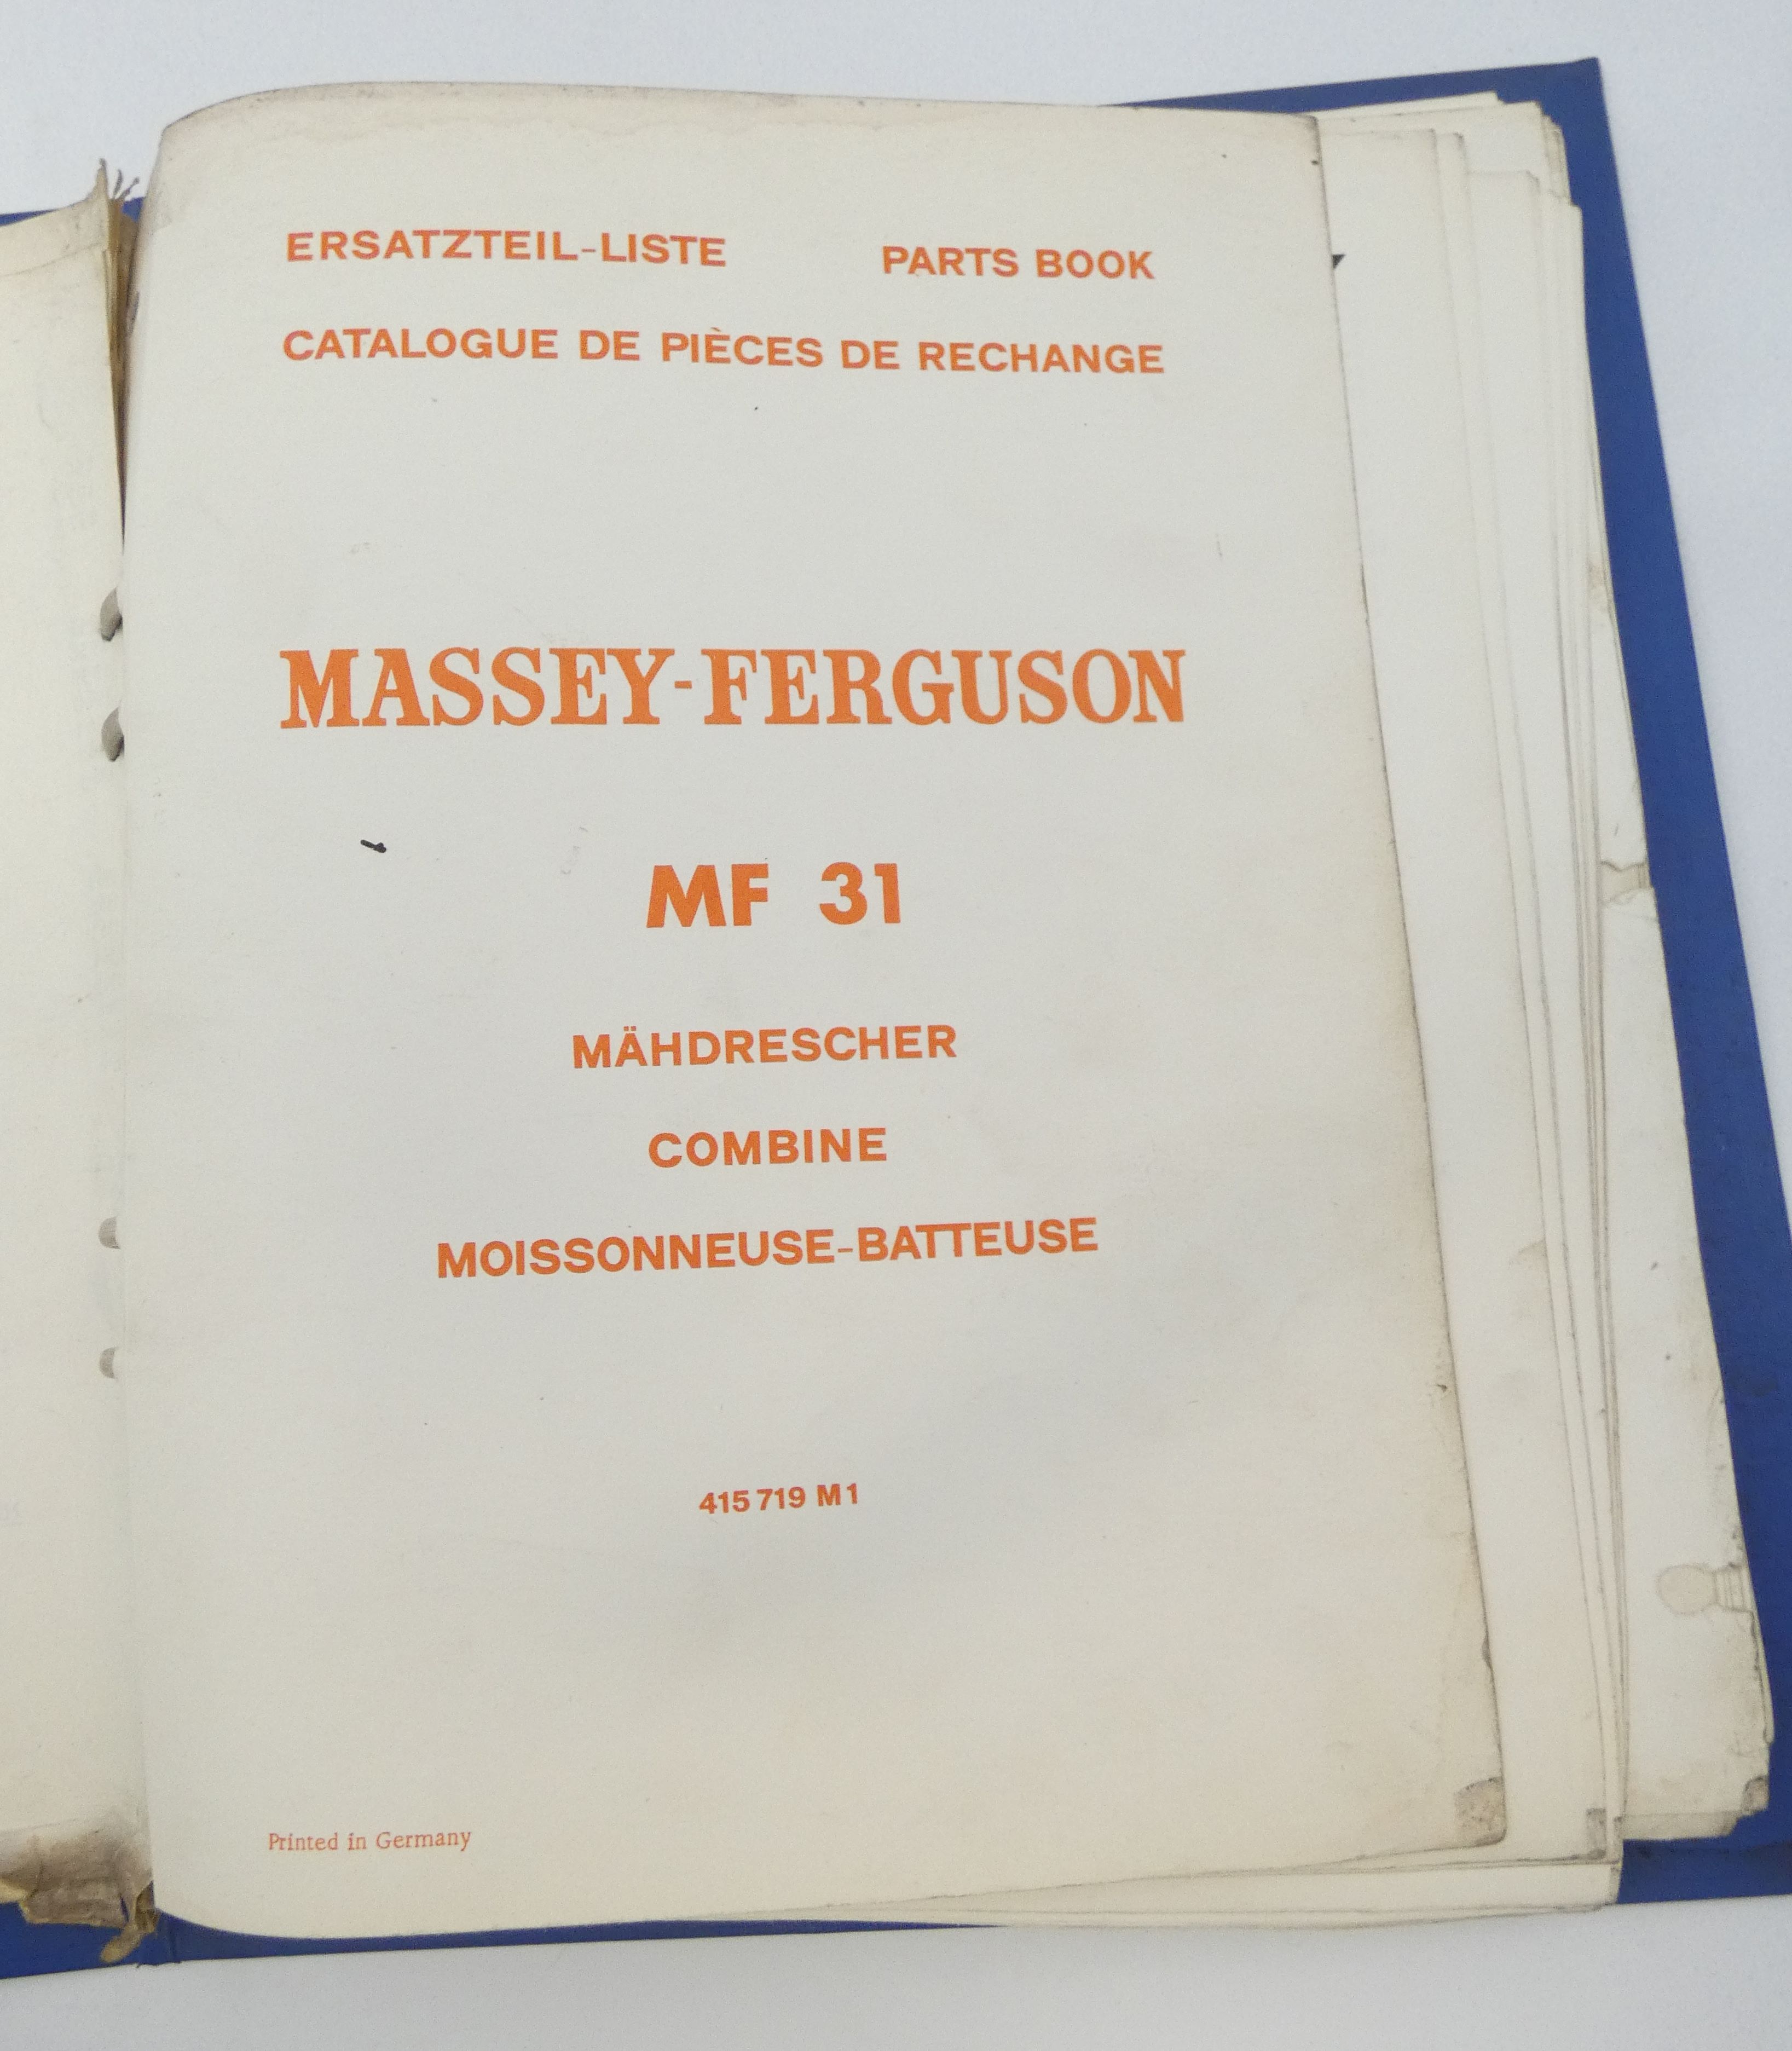 ERSATZTEIL-LISTE PARTS BOOK
CATALOGUE DE PIÈCES DE RECHANGE
MASSEY-FERGUSON
MF 31
MÄHDRESCHER
COMBINE
MOISSONNEUSE-BATTEUSE
415 719 M1
Printed in Germany